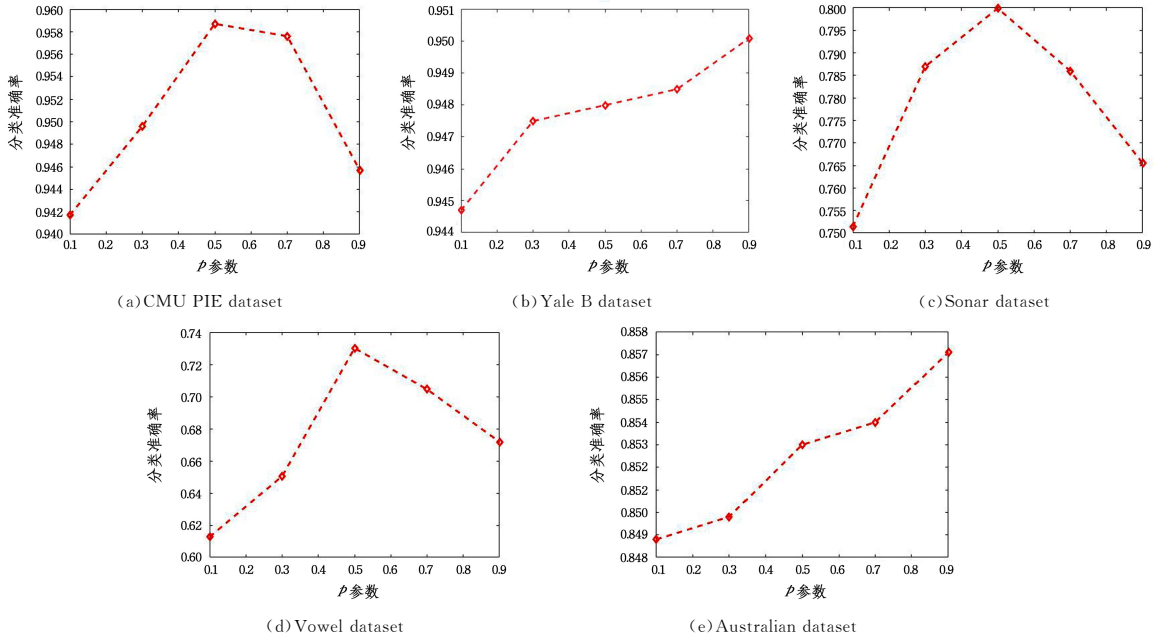 0.960
0.958
0.956
0.954
0.952
0.950
0.948
0.946
0.944
0.942
0.940
分类准确率
0.1 0.2 0.3 0.4 0.5 0.6 0.7 0.8 0.9
p参数
(a)CMU PIE dataset
0.951
0.950
0.949
0.948
0.947
0.946
0.945
0.944
分类准确率
0.1 0.2 0.3 0.4 0.5 0.6 0.7 0.8 0.9
p参数
(b)Yale B dataset
0.800
0.795
0.790
0.785
0.780
0.775
0.770
0.765
0.760
0.755
0.750
分类准确率
0.1 0.2 0.3 0.4 0.5 0.6 0.7 0.8 0.9
p参数
(c)Sonar dataset
0.74
0.72
0.70
0.68
0.66
0.64
0.62
0.60
分类准确率
0.1 0.2 0.3 0.4 0.5 0.6 0.7 0.8 0.9
p参数
(d)Vowel dataset
0.858
0.857
0.856
0.855
0.854
0.853
0.852
0.852
0.850
0.849
0.848
分类准确率
0.1 0.2 0.3 0.4 0.5 0.6 0.7 0.8 0.9
p参数
(e)Australian dataset